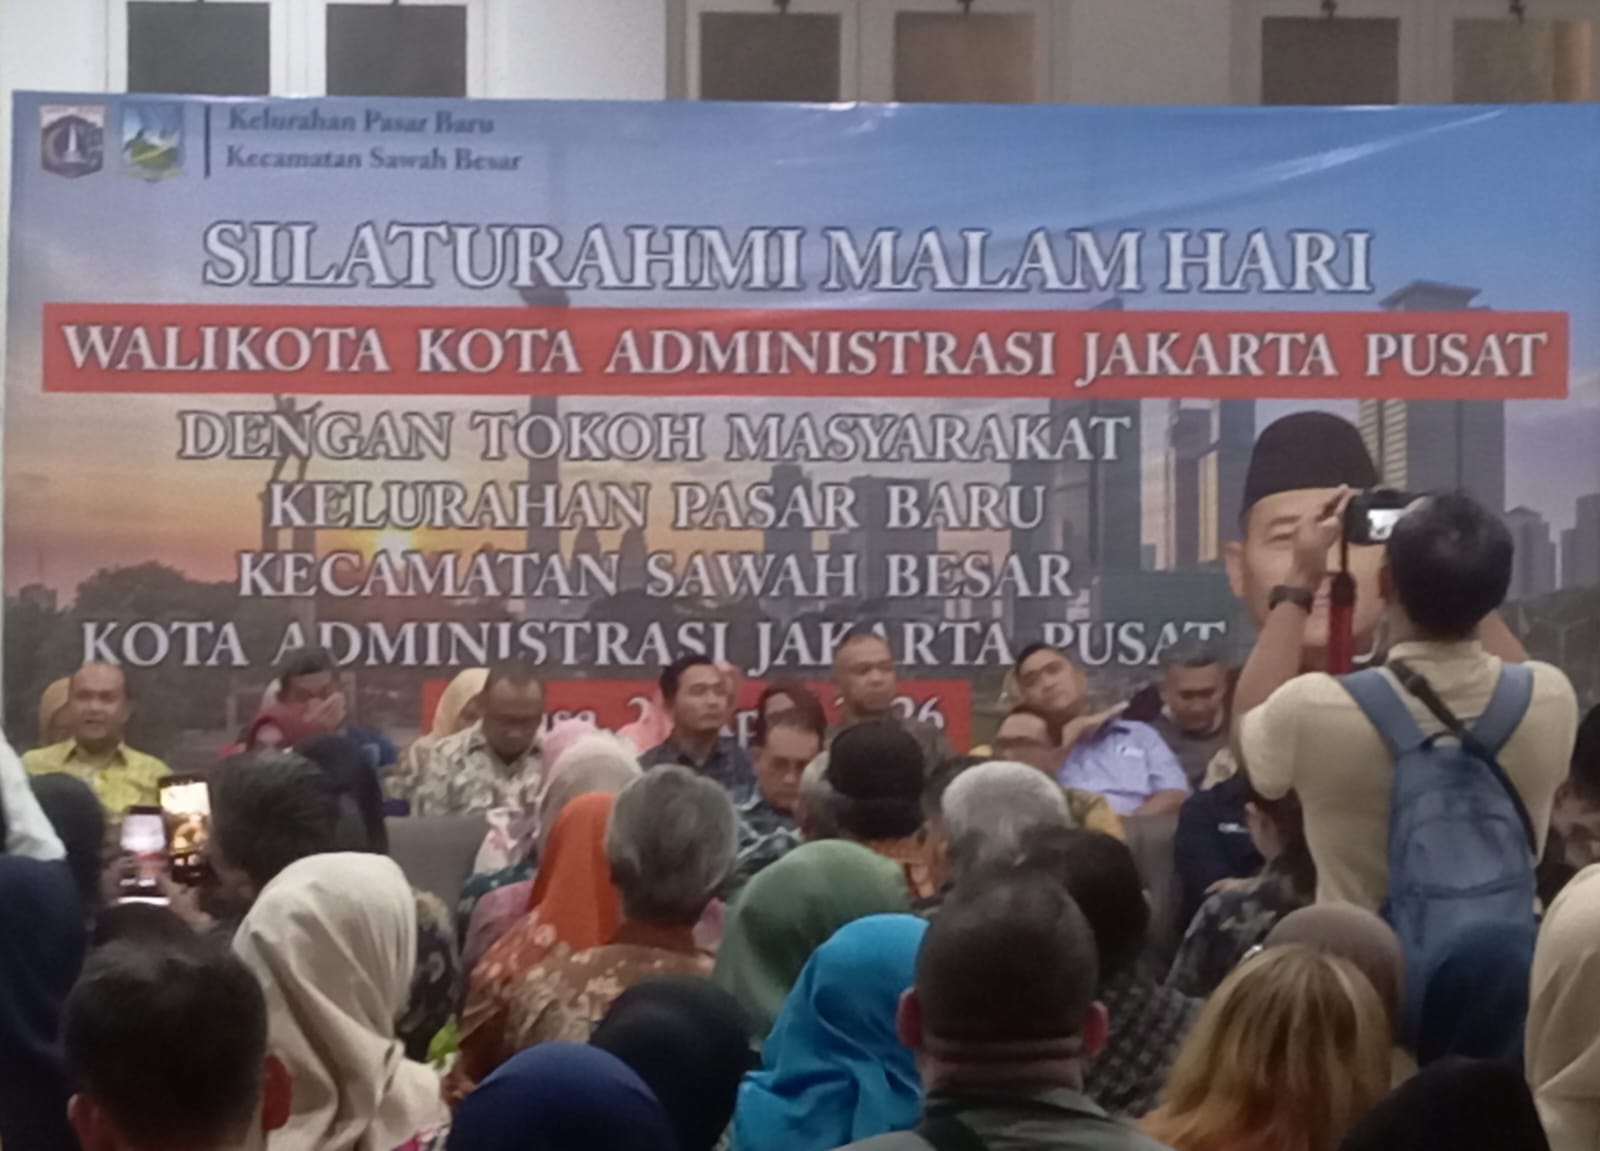 Kelurahan Pasar Baru
Kecamatan Sawah Besar
SILATURAHMI MALAM HARI
WALIKOTA KOTA ADMINISTRASI JAKARTA PUSAT
DENGAN TOKOH MASYARAKAT
KELURAHAN PASAR BARU
KECAMATAN SAWAH BESAR
KOTA ADMINISTRASI JAKARTA PUSAT